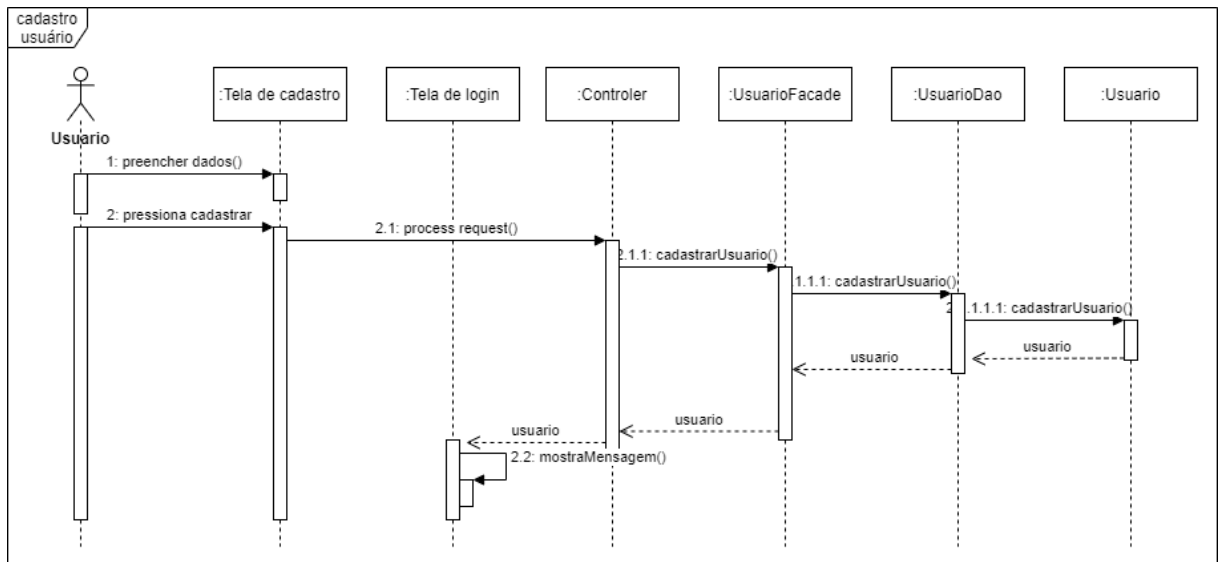 cadastro
usuário
:Tela de cadastro
:Tela de login
:Controler
:UsuarioFacade
:UsuarioDao
:Usuario
Usuario
1: preencher dados()
2: pressiona cadastrar
2.1: process request()
2.1.1: cadastrarUsuario()
.1.1.1: cadastrarUsuario()
2.1.1.1.1: cadastrarUsuario()
usuario
usuario
usuario
usuario
2.2: mostraMensagem()